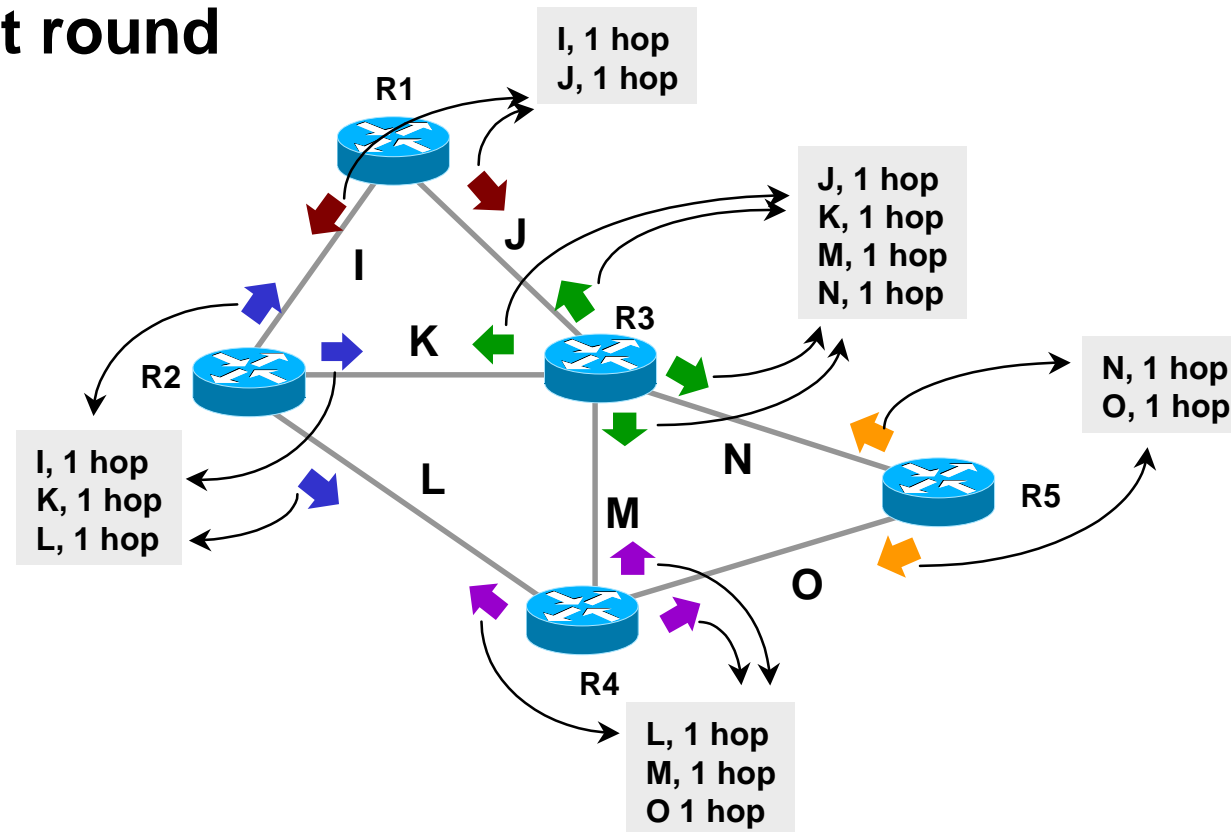 t round
I, 1 hop
J, 1 hop
R1
J, 1 hop
K, 1 hop
M, 1 hop
N, 1 hop
J
I
R3
K
R2
N, 1 hop
O, 1 hop
I, 1 hop
K, 1 hop
L, 1 hop
L
N
R5
M
O
R4
L, 1 hop
M, 1 hop
O 1 hop